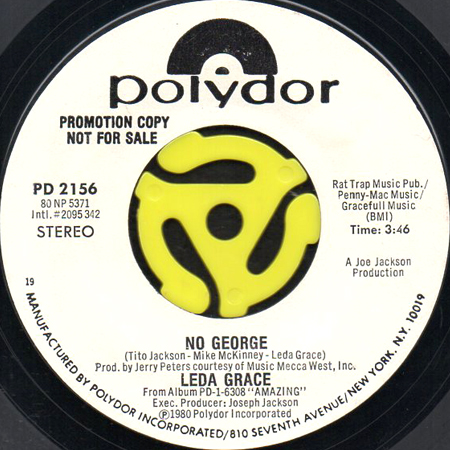 polydor
PROMOTION COPY
NOT FOR SALE
PD 2156
80 NP 5371
Intl. #2095 342
STEREO
Rat Trap Music Pub./
Penny-Mac Music/
Gracefull Music
(BMI)
Time: 3:46
A Joe Jackson
Production
19
NO GEORGE
(Tito Jackson - Mike McKinney - Leda Grace)
Prod. by Jerry Peters courtesy of Music Mecca West, Inc.
LEDA GRACE
From Album PD-1-6308 "AMAZING"
Exec. Producer: Joseph Jackson
Ⓟ1980 Polydor Incorporated
MANUFACTURED BY POLYDOR INCORPORATED/810 SEVENTH AVENUE/NEW YORK. N.Y. 10019